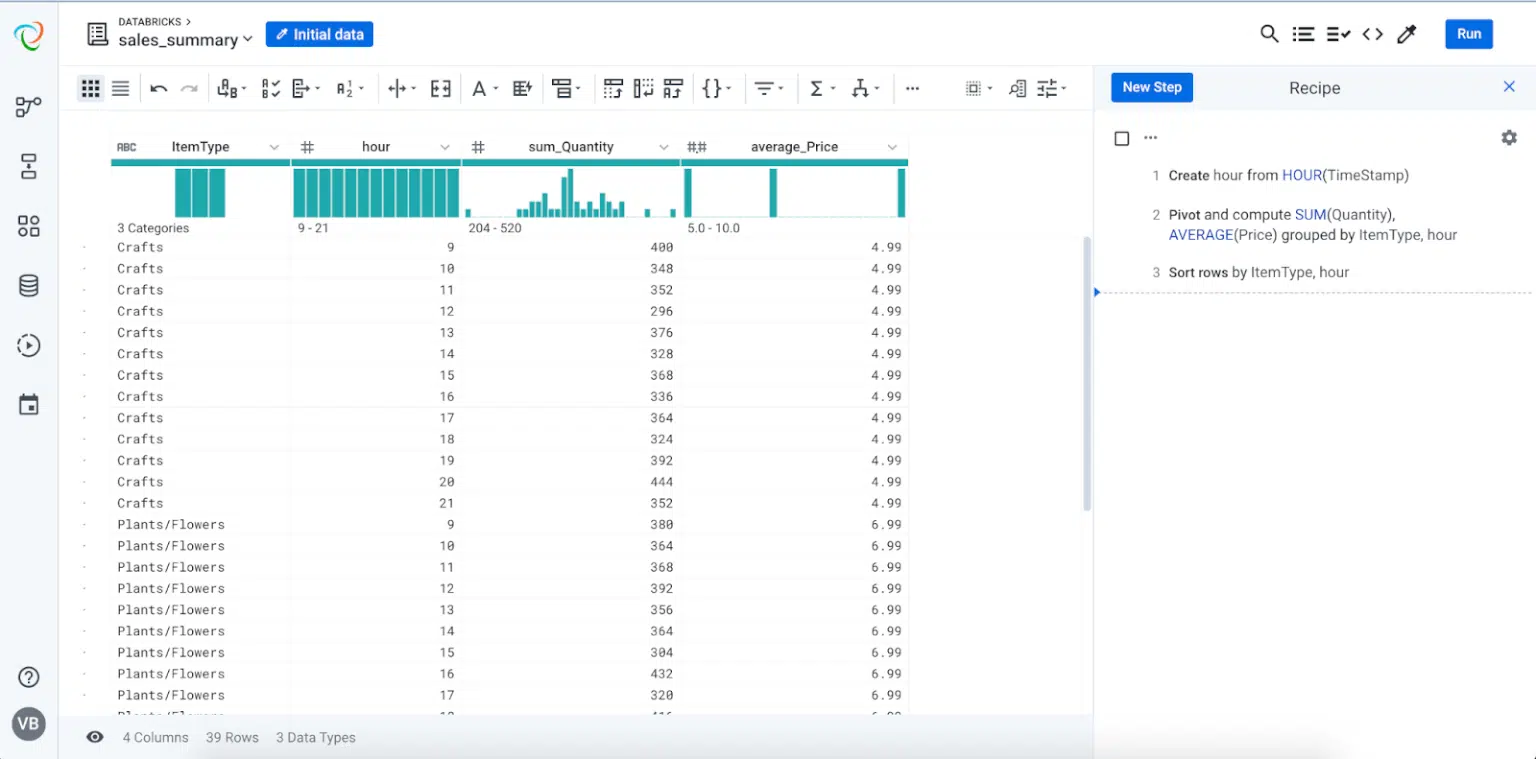 DATABRICKS >
sales_summary
Initial data
Run
New Step
Recipe
ABC ItemType # hour # sum_Quantity #.# average_Price
3 Categories 9 - 21 204 - 520 5.0 - 10.0
Crafts 9 400 4.99
Crafts 10 348 4.99
Crafts 11 352 4.99
Crafts 12 296 4.99
Crafts 13 376 4.99
Crafts 14 328 4.99
Crafts 15 368 4.99
Crafts 16 336 4.99
Crafts 17 364 4.99
Crafts 18 324 4.99
Crafts 19 392 4.99
Crafts 20 444 4.99
Crafts 21 352 4.99
Plants/Flowers 9 380 6.99
Plants/Flowers 10 364 6.99
Plants/Flowers 11 368 6.99
Plants/Flowers 12 392 6.99
Plants/Flowers 13 356 6.99
Plants/Flowers 14 364 6.99
Plants/Flowers 15 304 6.99
Plants/Flowers 16 432 6.99
Plants/Flowers 17 320 6.99
1 Create hour from HOUR(TimeStamp)
2 Pivot and compute SUM(Quantity),
AVERAGE(Price) grouped by ItemType, hour
3 Sort rows by ItemType, hour
VB
4 Columns 39 Rows 3 Data Types